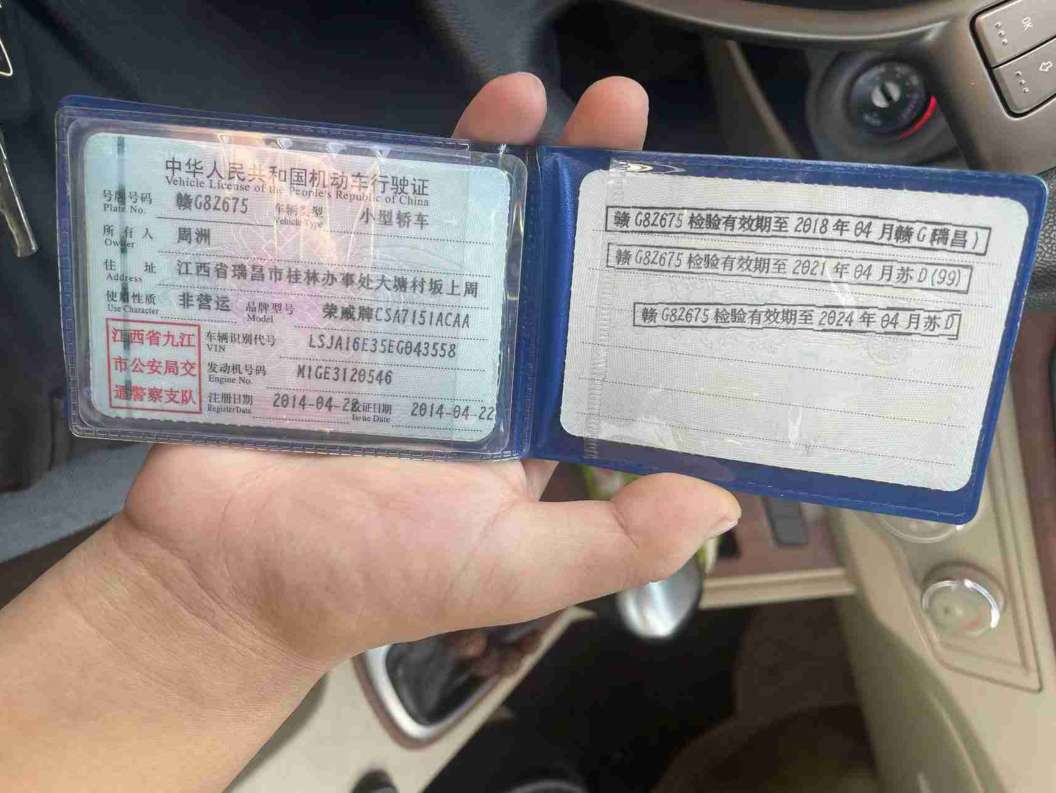 中华人民共和国机动车行驶证
Vehicle License of the People's Republic of China
号牌号码 赣G8Z675 车辆类型 小型轿车
Plate No. Vehicle Type
所有人 周洲
Owner
住址 江西省瑞昌市桂林办事处大塘村坂上周
Address
使用性质 非营运 品牌型号 荣威牌CSA7151ACAA
Use Character Model
江西省九江
市公安局交
通警察支队
车辆识别代号 LSJA16E35EG043558
VIN
发动机号码 M1GE3120546
Engine No.
注册日期 2014-04-22 发证日期 2014-04-22
Register Date Issue Date
赣G8Z675 检验有效期至 2018 年 04 月赣G(瑞昌)
赣G8Z675 检验有效期至 2021 年 04 月苏D(99)
赣G8Z675 检验有效期至 2024 年 04 月苏D
OK